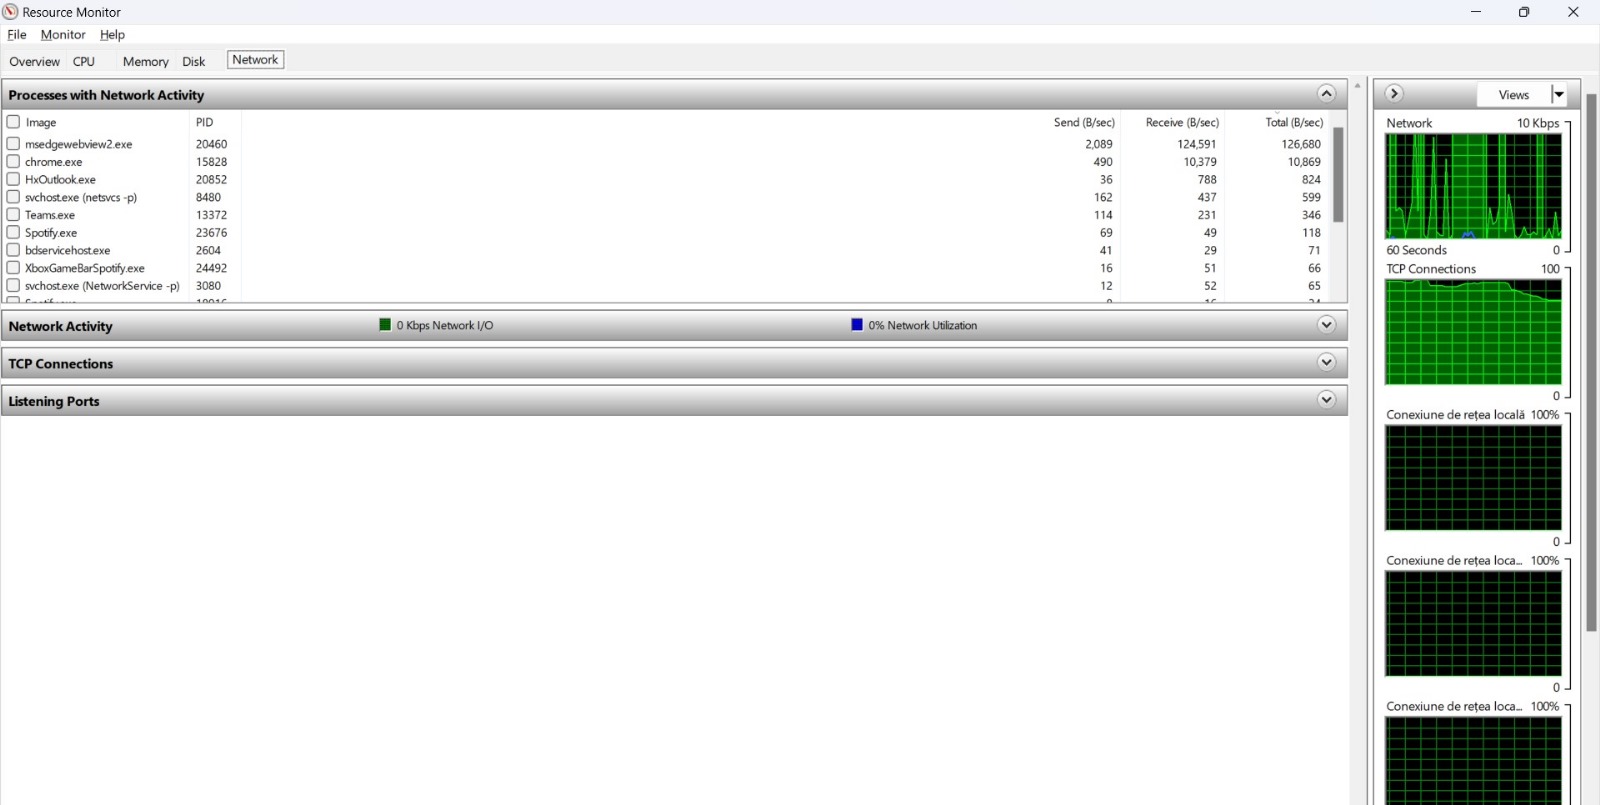 Resource Monitor
File Monitor Help
Overview CPU Memory Disk Network
Processes with Network Activity
Image PID Send (B/sec) Receive (B/sec) Total (B/sec)
msedgewebview2.exe 20460 2,089 124,591 126,680
chrome.exe 15828 490 10,379 10,869
HxOutlook.exe 20852 36 788 824
svchost.exe (netsvcs -p) 8480 162 437 599
Teams.exe 13372 114 231 346
Spotify.exe 23676 69 49 118
bdservicehost.exe 2604 41 29 71
XboxGameBarSpotify.exe 24492 16 51 66
svchost.exe (NetworkService -p) 3080 12 52 65
Network Activity 0 Kbps Network I/O 0% Network Utilization
TCP Connections
Listening Ports
Views
Network 10 Kbps
60 Seconds 0
TCP Connections 100
0
Conexiune de rețea locală 100%
0
Conexiune de rețea loca... 100%
0
Conexiune de rețea loca... 100%